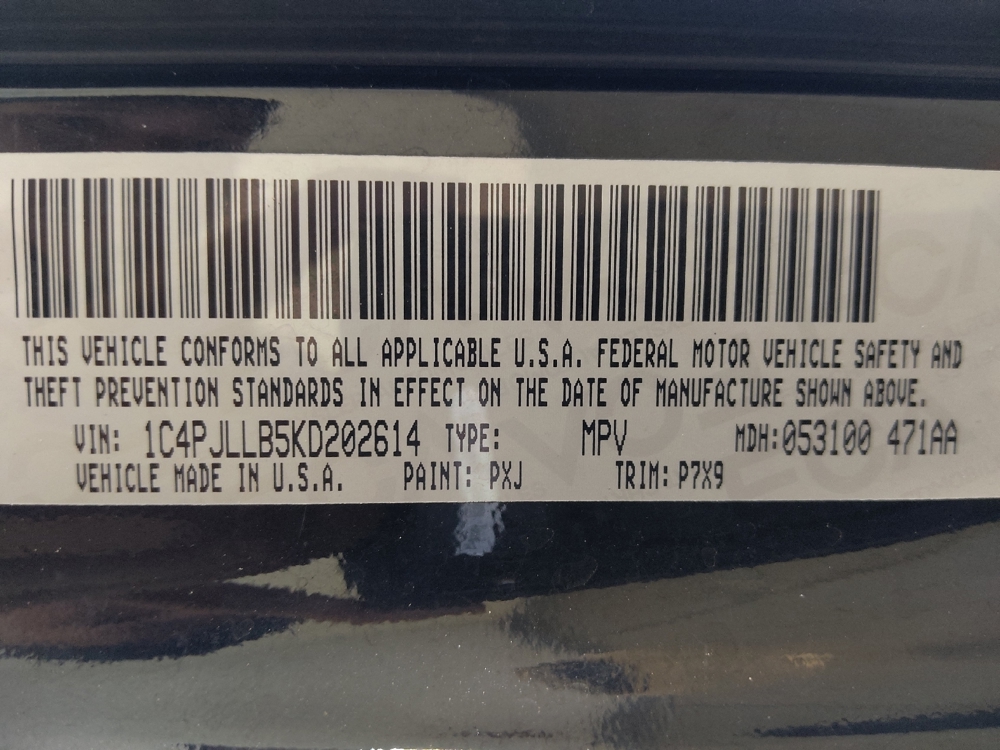 THIS VEHICLE CONFORMS TO ALL APPLICABLE U.S.A. FEDERAL MOTOR VEHICLE SAFETY AND
THEFT PREVENTION STANDARDS IN EFFECT ON THE DATE OF MANUFACTURE SHOWN ABOVE.
VIN: 1C4PJLLB5KD202614 TYPE: MPV MDH:053100 471AA
VEHICLE MADE IN U.S.A. PAINT: PXJ TRIM: P7X9